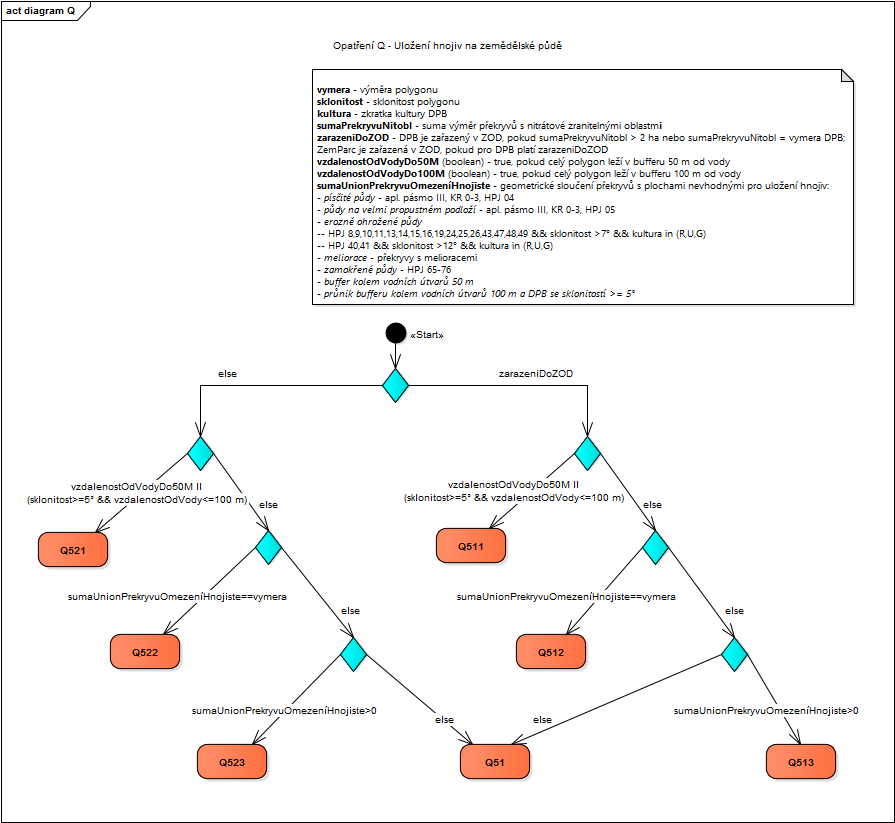 act diagram Q
Opatření Q - Uložení hnojiv na zemědělské půdě
vymera - výměra polygonu
sklonitost - sklonitost polygonu
kultura - zkratka kultury DPB
sumaPrekryvuNitobl - suma výměr překryvů s nitrátově zranitelnými oblastmi
zarazeniDoZOD - DPB je zařazený v ZOD, pokud sumaPrekryvuNitobl > 2 ha nebo sumaPrekryvuNitobl = vymera DPB;
ZemParc je zařazená v ZOD, pokud pro DPB platí zarazeniDoZOD
vzdalenostOdVodyDo50M (boolean) - true, pokud celý polygon leží v bufferu 50 m od vody
vzdalenostOdVodyDo100M (boolean) - true, pokud celý polygon leží v bufferu 100 m od vody
sumaUnionPrekryvuOmezeníHnojiste - geometrické sloučení překryvů s plochami nevhodnými pro uložení hnojiv:
- písčité půdy - apl. pásmo III, KR 0-3, HPJ 04
- půdy na velmi propustném podloží - apl. pásmo III, KR 0-3, HPJ 05
- erozně ohrožené půdy
-- HPJ 8,9,10,11,13,14,15,16,19,24,25,26,43,47,48,49 && sklonitost >7° && kultura in (R,U,G)
-- HPJ 40,41 && sklonitost >12° && kultura in (R,U,G)
- meliorace - překryvy s melioracemi
- zamokřené půdy - HPJ 65-76
- buffer kolem vodních útvarů 50 m
- průnik bufferu kolem vodních útvarů 100 m a DPB se sklonitostí >= 5°
«Start»
else
zarazeniDoZOD
vzdalenostOdVodyDo50M II
(sklonitost>=5° && vzdalenostOdVody<=100 m)
else
vzdalenostOdVodyDo50M II
(sklonitost>=5° && vzdalenostOdVody<=100 m)
else
Q521
Q511
sumaUnionPrekryvuOmezeníHnojiste==vymera
else
sumaUnionPrekryvuOmezeníHnojiste==vymera
else
Q522
Q512
sumaUnionPrekryvuOmezeníHnojiste>0
else
else
sumaUnionPrekryvuOmezeníHnojiste>0
Q523
Q51
Q513